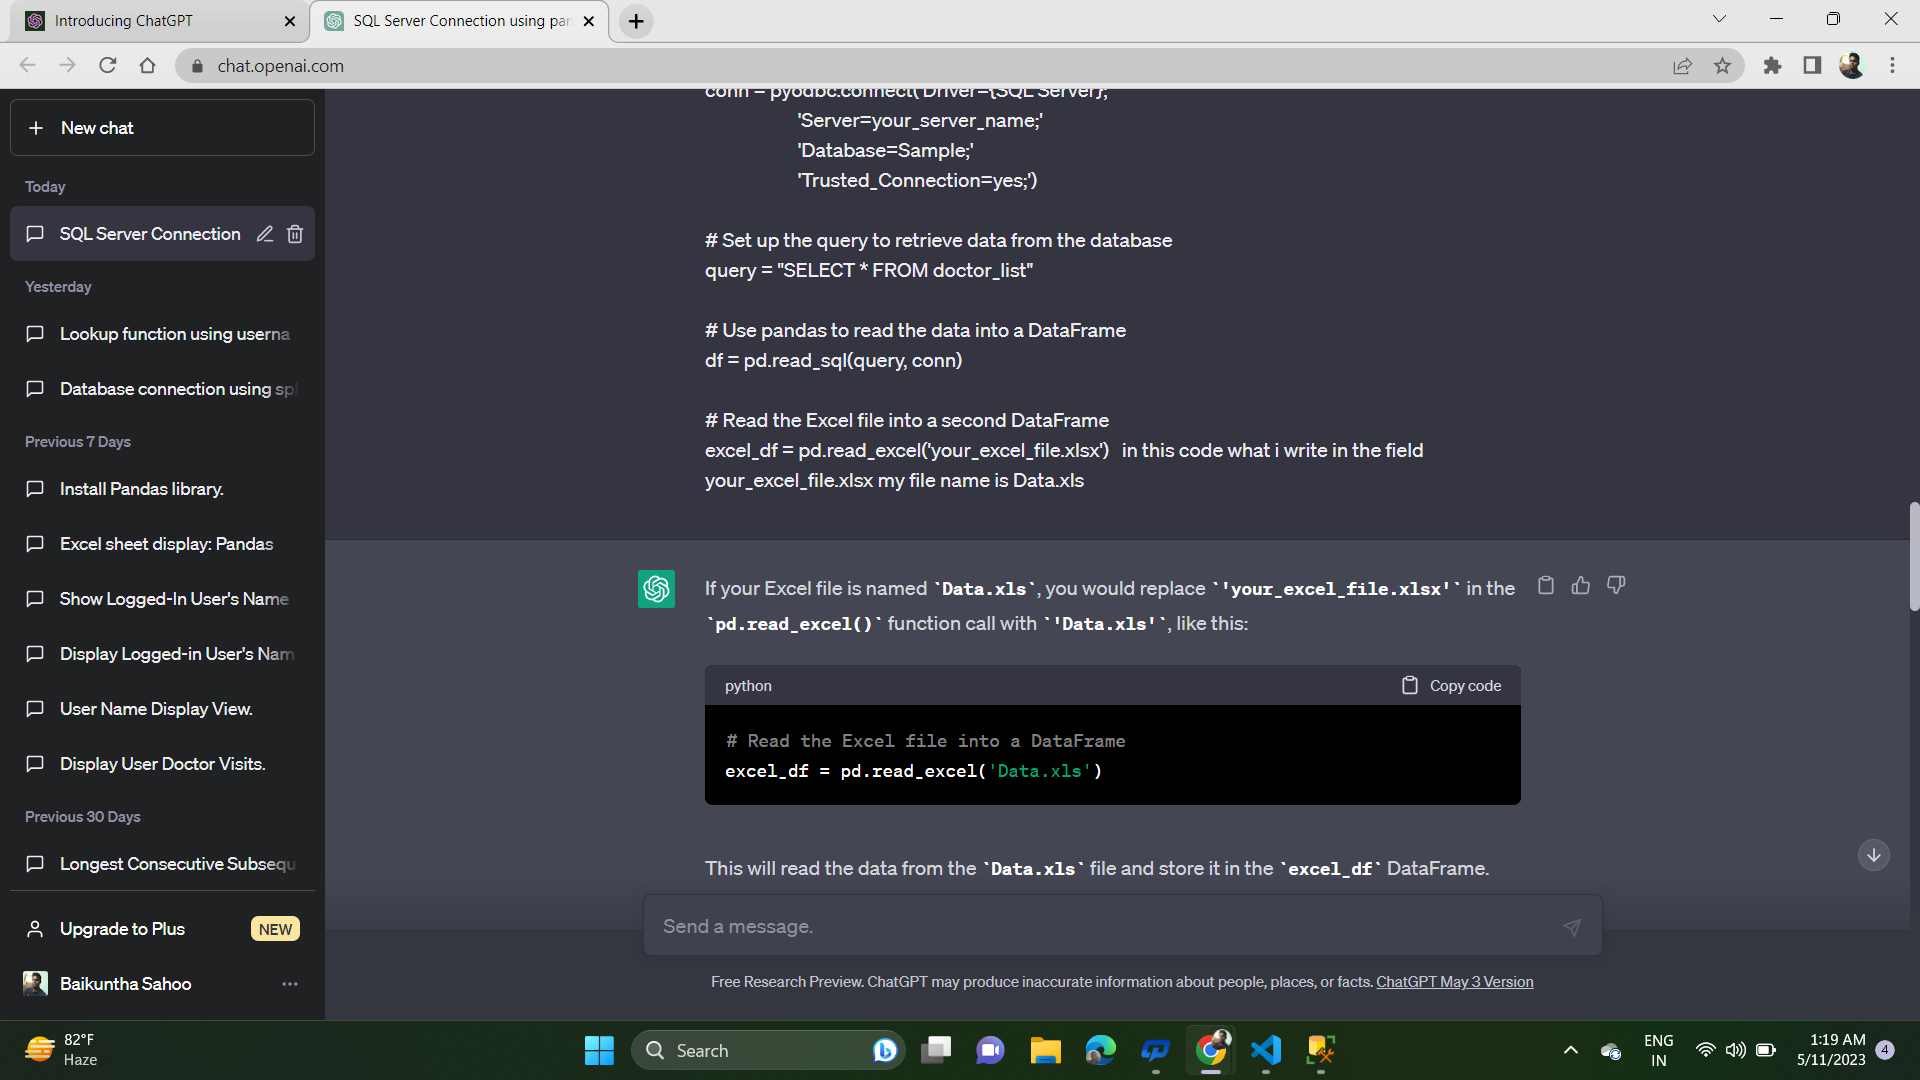 Introducing ChatGPT
SQL Server Connection using pan
chat.openai.com
New chat
Today
SQL Server Connection
Yesterday
Lookup function using userna
Database connection using spl
Previous 7 Days
Install Pandas library.
Excel sheet display: Pandas
Show Logged-In User's Name
Display Logged-in User's Nam
User Name Display View.
Display User Doctor Visits.
Previous 30 Days
Longest Consecutive Subsequ
Upgrade to Plus NEW
Baikuntha Sahoo
conn = pyodbc.connect('Driver={SQL Server};'
'Server=your_server_name;'
'Database=Sample;'
'Trusted_Connection=yes;')
# Set up the query to retrieve data from the database
query = "SELECT * FROM doctor_list"
# Use pandas to read the data into a DataFrame
df = pd.read_sql(query, conn)
# Read the Excel file into a second DataFrame
excel_df = pd.read_excel('your_excel_file.xlsx') in this code what i write in the field
your_excel_file.xlsx my file name is Data.xls
If your Excel file is named `Data.xls`, you would replace `'your_excel_file.xlsx'` in the
`pd.read_excel()` function call with `'Data.xls'`, like this:
python
Copy code
# Read the Excel file into a DataFrame
excel_df = pd.read_excel('Data.xls')
This will read the data from the `Data.xls` file and store it in the `excel_df` DataFrame.
Send a message.
Free Research Preview. ChatGPT may produce inaccurate information about people, places, or facts. ChatGPT May 3 Version
82°F
Haze
Search
ENG
IN
1:19 AM
5/11/2023
4